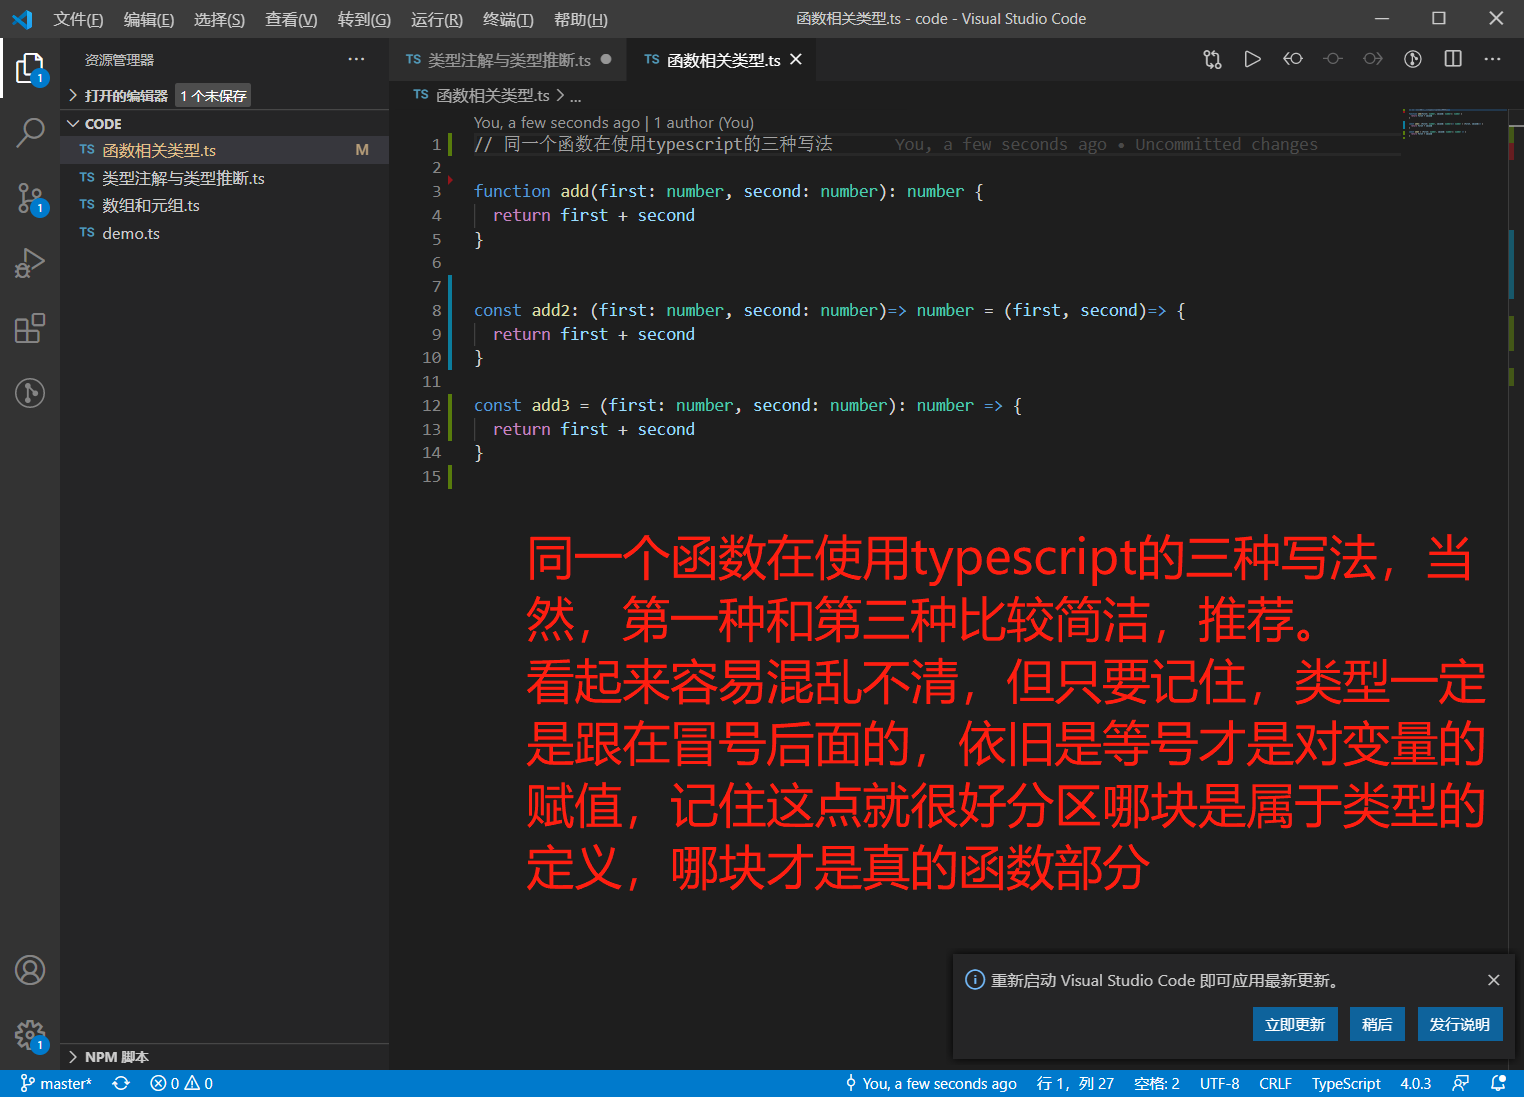 文件(F) 编辑(E) 选择(S) 查看(V) 转到(G) 运行(R) 终端(T) 帮助(H) 函数相关类型.ts - code - Visual Studio Code
资源管理器
TS 类型注解与类型推断.ts
TS 函数相关类型.ts
打开的编辑器 1 个未保存
CODE
TS 函数相关类型.ts M
TS 类型注解与类型推断.ts
TS 数组和元组.ts
TS demo.ts
NPM 脚本
1
1
1
TS 函数相关类型.ts > ...
You, a few seconds ago | 1 author (You)
1 // 同一个函数在使用typescript的三种写法 You, a few seconds ago • Uncommitted changes
2
3 function add(first: number, second: number): number {
4 return first + second
5 }
6
7
8 const add2: (first: number, second: number)=> number = (first, second)=> {
9 return first + second
10 }
11
12 const add3 = (first: number, second: number): number => {
13 return first + second
14 }
15
同一个函数在使用typescript的三种写法，当
然，第一种和第三种比较简洁，推荐。
看起来容易混乱不清，但只要记住，类型一定
是跟在冒号后面的，依旧是等号才是对变量的
赋值，记住这点就很好分区哪块是属于类型的
定义，哪块才是真的函数部分
重新启动 Visual Studio Code 即可应用最新更新。
立即更新 稍后 发行说明
master* 0 0 You, a few seconds ago 行 1，列 27 空格: 2 UTF-8 CRLF TypeScript 4.0.3